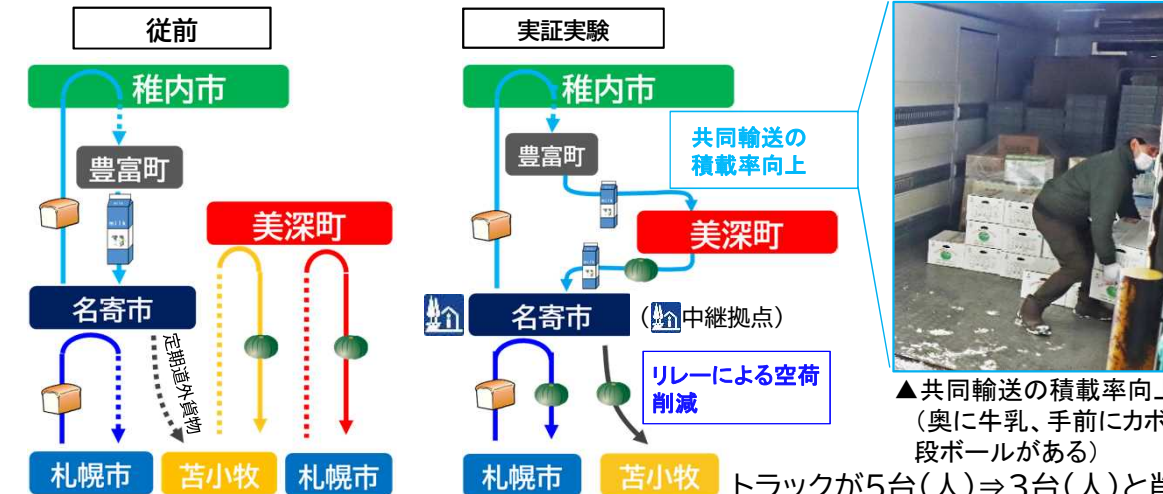 従前
稚内市
豊富町
美深町
名寄市
定期道外貨物
札幌市
苫小牧
札幌市
実証実験
稚内市
豊富町
共同輸送の
積載率向上
美深町
名寄市
(中継拠点)
リレーによる空荷
削減
札幌市
苫小牧
▲共同輸送の積載率向上
(奥に牛乳、手前にカボ
段ボールがある)
トラックが5台(人)⇒3台(人)と削